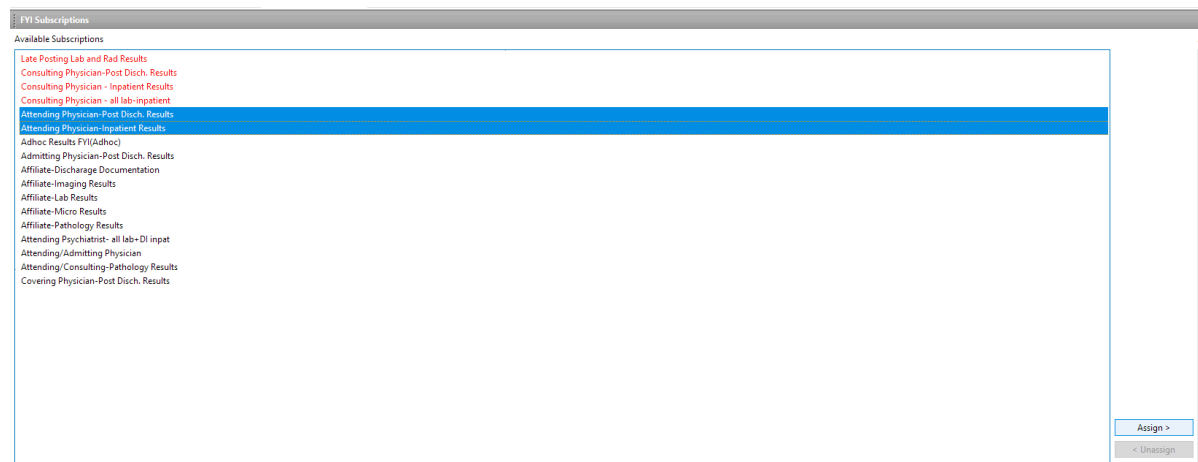 FYI Subscriptions
Available Subscriptions
Late Posting Lab and Rad Results
Consulting Physician-Post Disch. Results
Consulting Physician - Inpatient Results
Consulting Physician - all lab-inpatient
Attending Physician-Post Disch. Results
Attending Physician-Inpatient Results
Adhoc Results FYI(Adhoc)
Admitting Physician-Post Disch. Results
Affiliate-Discharage Documentation
Affiliate-Imaging Results
Affiliate-Lab Results
Affiliate-Micro Results
Affiliate-Pathology Results
Attending Psychiatrist- all lab+DI inpat
Attending/Admitting Physician
Attending/Consulting-Pathology Results
Covering Physician-Post Disch. Results
Assign >
< Unassign